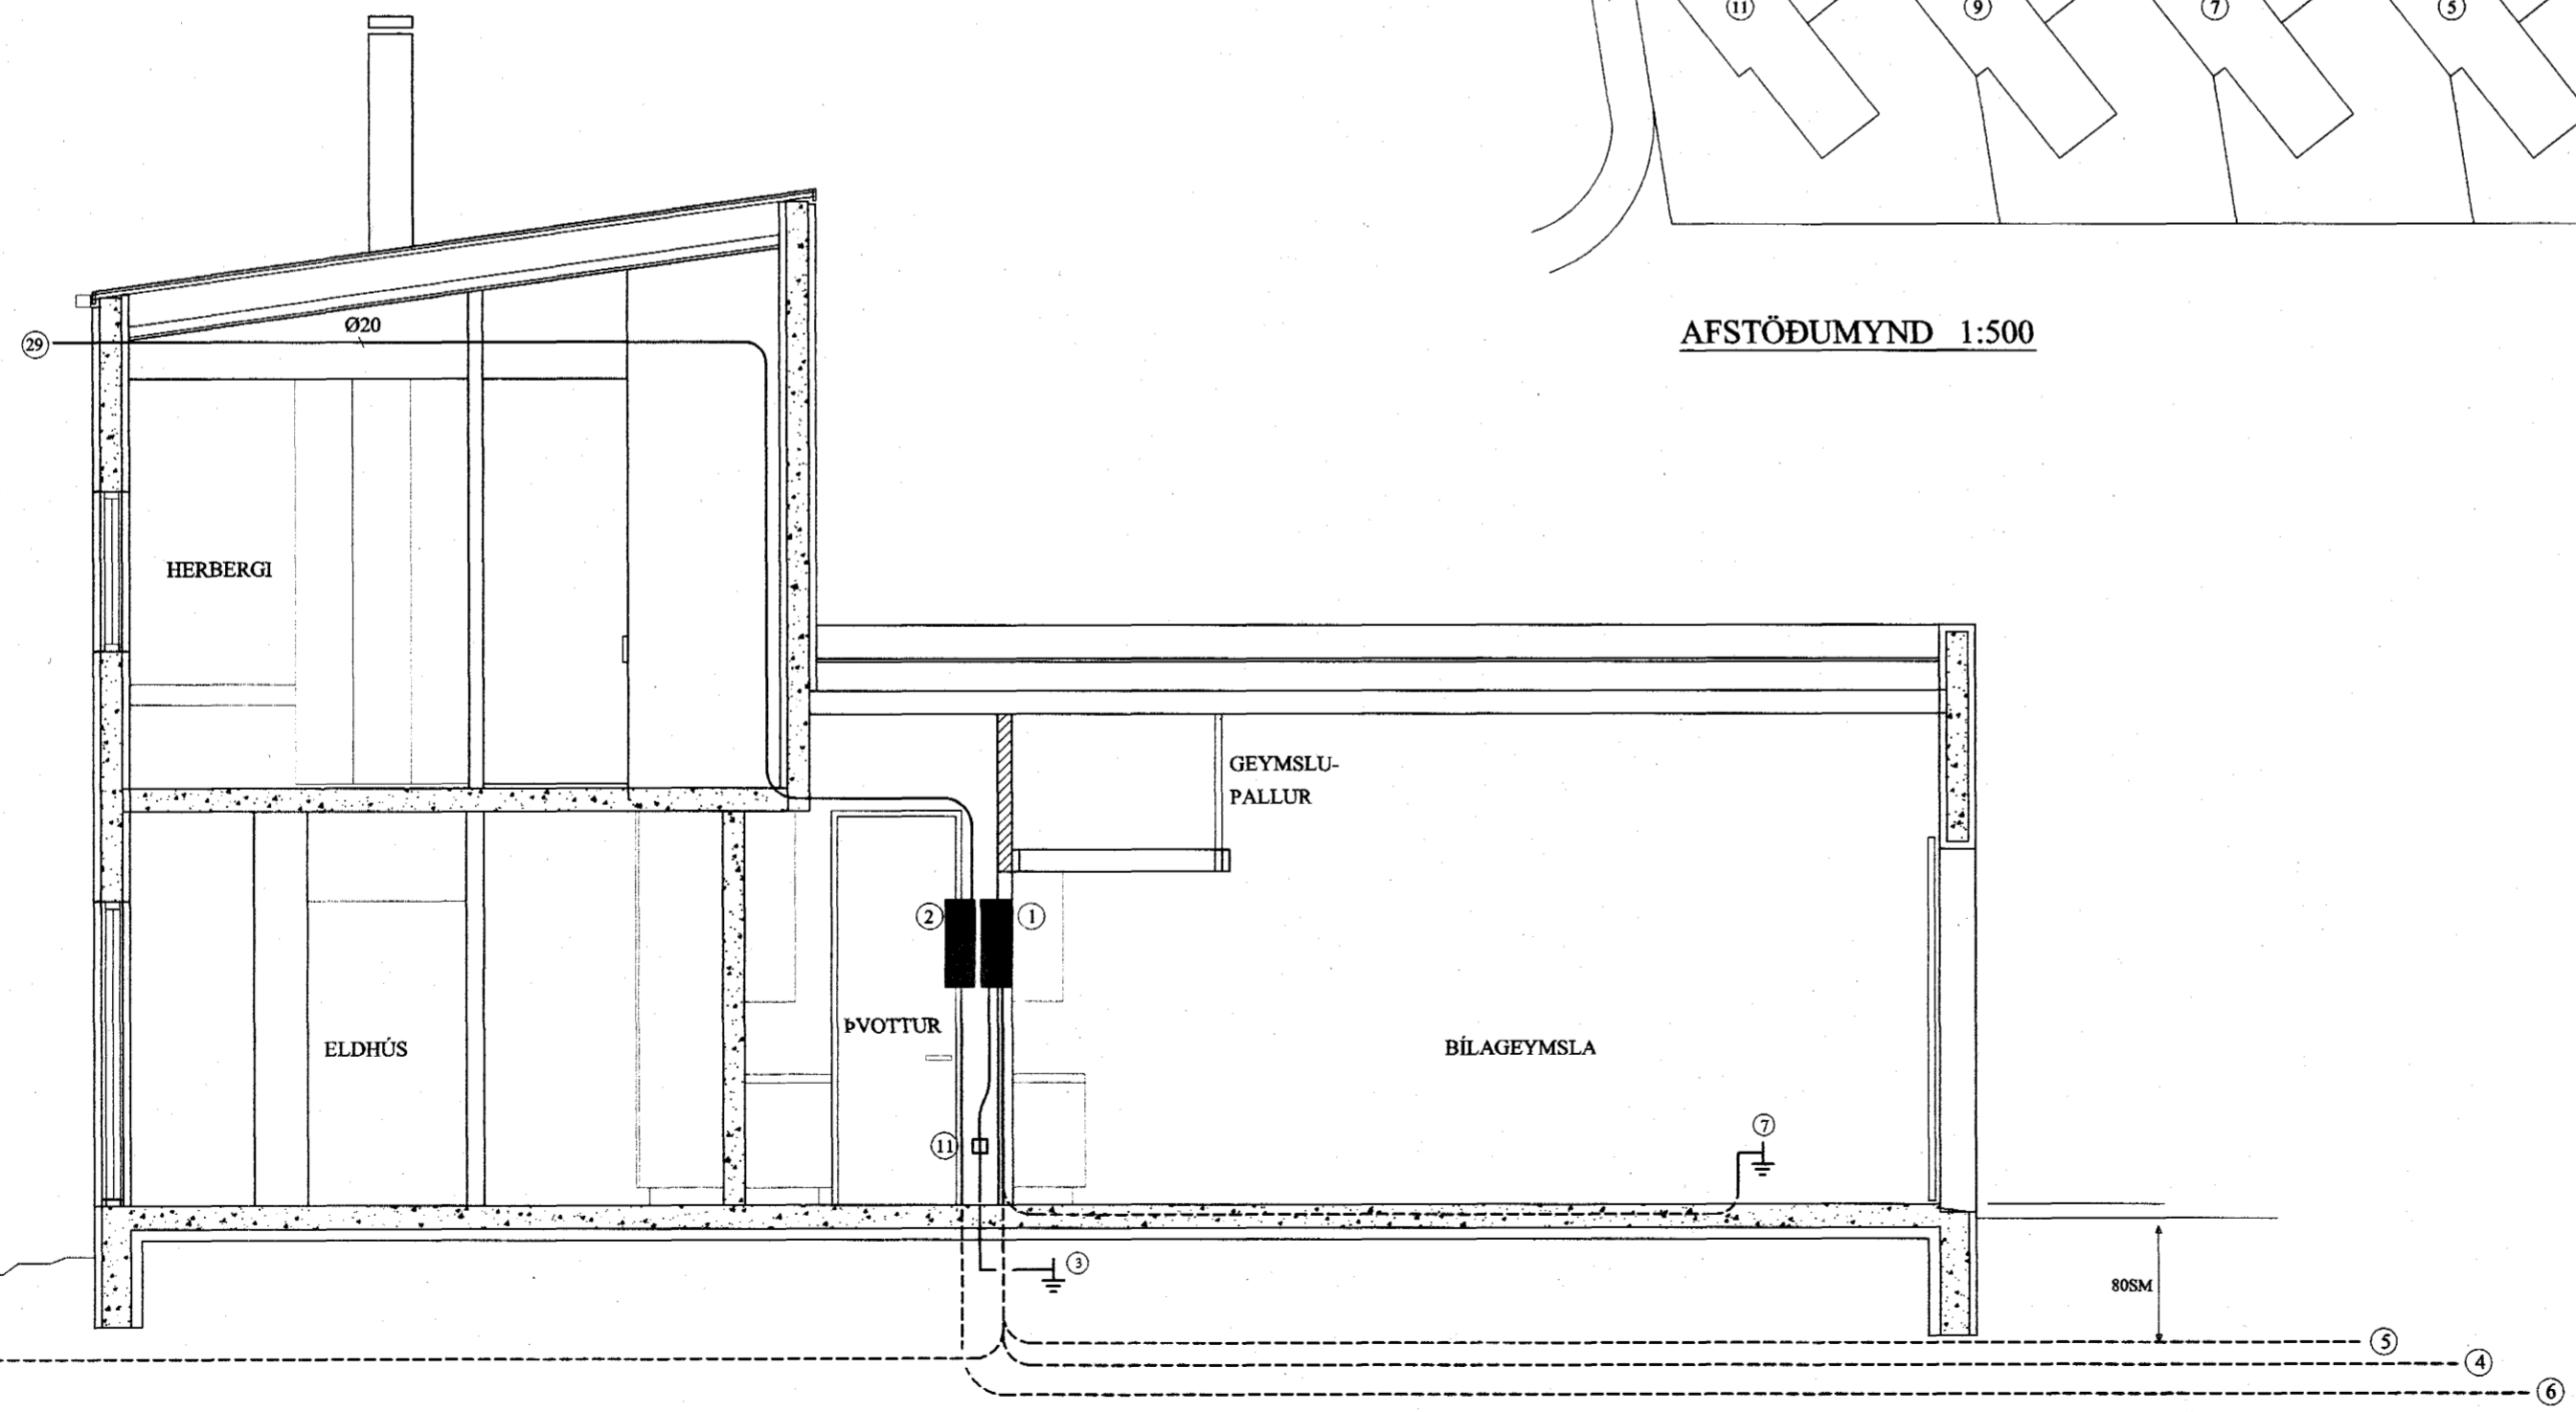 11 9 7 5
AFSTÖÐUMYND 1:500
Ø20
29
HERBERGI
GEYMSLU-
PALLUR
2 1
ÞVOTTUR
ELDHÚS
BÍLAGEYMSLA
7
11
3
80SM
5
4
6